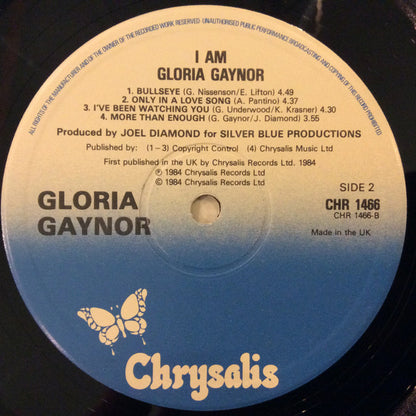 ALL RIGHTS OF THE MANUFACTURER AND OF THE OWNER OF THE RECORDED WORK RESERVED. UNAUTHORISED PUBLIC PERFORMANCE, BROADCASTING AND COPYING OF THIS RECORD PROHIBITED.
I AM
GLORIA GAYNOR
1. BULLSEYE (G. Nissenson/E. Lifton) 4.49
2. ONLY IN A LOVE SONG (A. Pantino) 4.37
3. I'VE BEEN WATCHING YOU (G. Underwood/K. Krasner) 4.30
4. MORE THAN ENOUGH (G. Gaynor/J. Diamond) 3.55
Produced by JOEL DIAMOND for SILVER BLUE PRODUCTIONS
Published by: (1–3) Copyright Control (4) Chrysalis Music Ltd
First published in the UK by Chrysalis Records Ltd. 1984
℗ 1984 Chrysalis Records Ltd
© 1984 Chrysalis Records Ltd
SIDE 2
GLORIA
GAYNOR
CHR 1466
CHR 1466-B
Made in the UK
Chrysalis